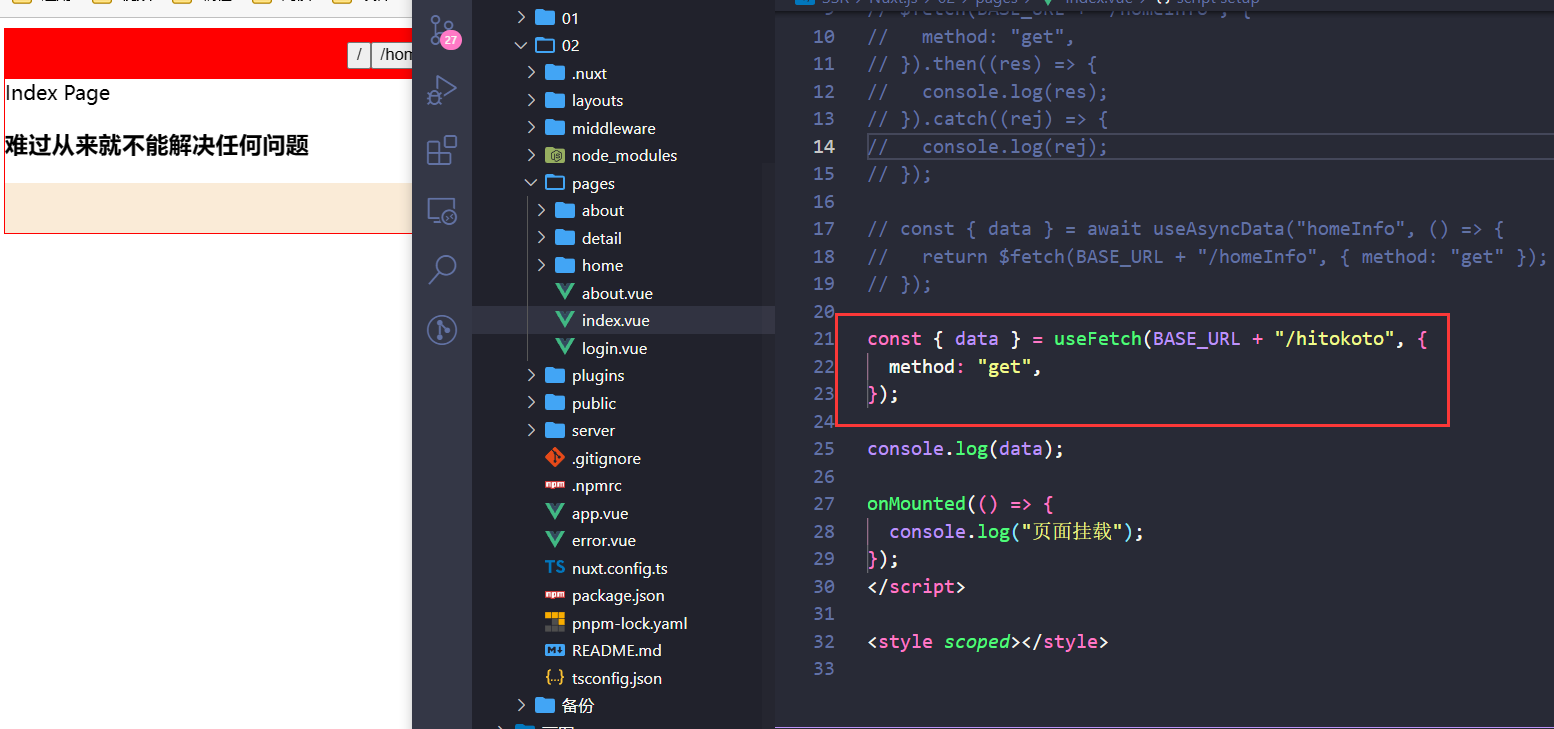 /
/hom
Index Page
难过从来就不能解决任何问题
27
01
02
.nuxt
layouts
middleware
node_modules
pages
about
detail
home
about.vue
index.vue
login.vue
plugins
public
server
.gitignore
.npmrc
app.vue
error.vue
TS nuxt.config.ts
package.json
pnpm-lock.yaml
README.md
tsconfig.json
备份
10 //   method: "get",
11 // }).then((res) => {
12 //   console.log(res);
13 // }).catch((rej) => {
14 //   console.log(rej);
15 // });
16
17 // const { data } = await useAsyncData("homeInfo", () => {
18 //   return $fetch(BASE_URL + "/homeInfo", { method: "get" });
19 // });
20
21 const { data } = useFetch(BASE_URL + "/hitokoto", {
22   method: "get",
23 });
24
25 console.log(data);
26
27 onMounted(() => {
28   console.log("页面挂载");
29 });
30 </script>
31
32 <style scoped></style>
33